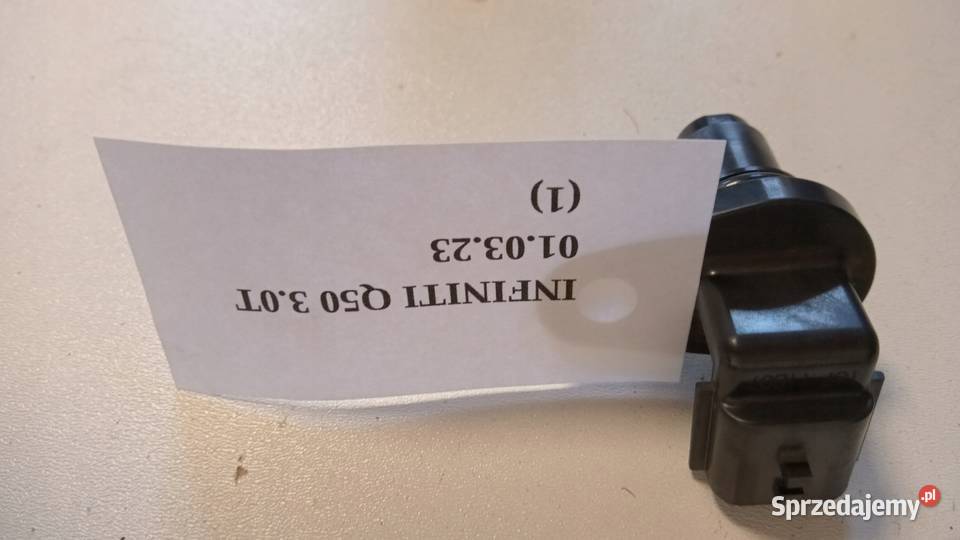 INFINITI Q50 3.0T
01.03.23
(1)
Sprzedajemy.pl